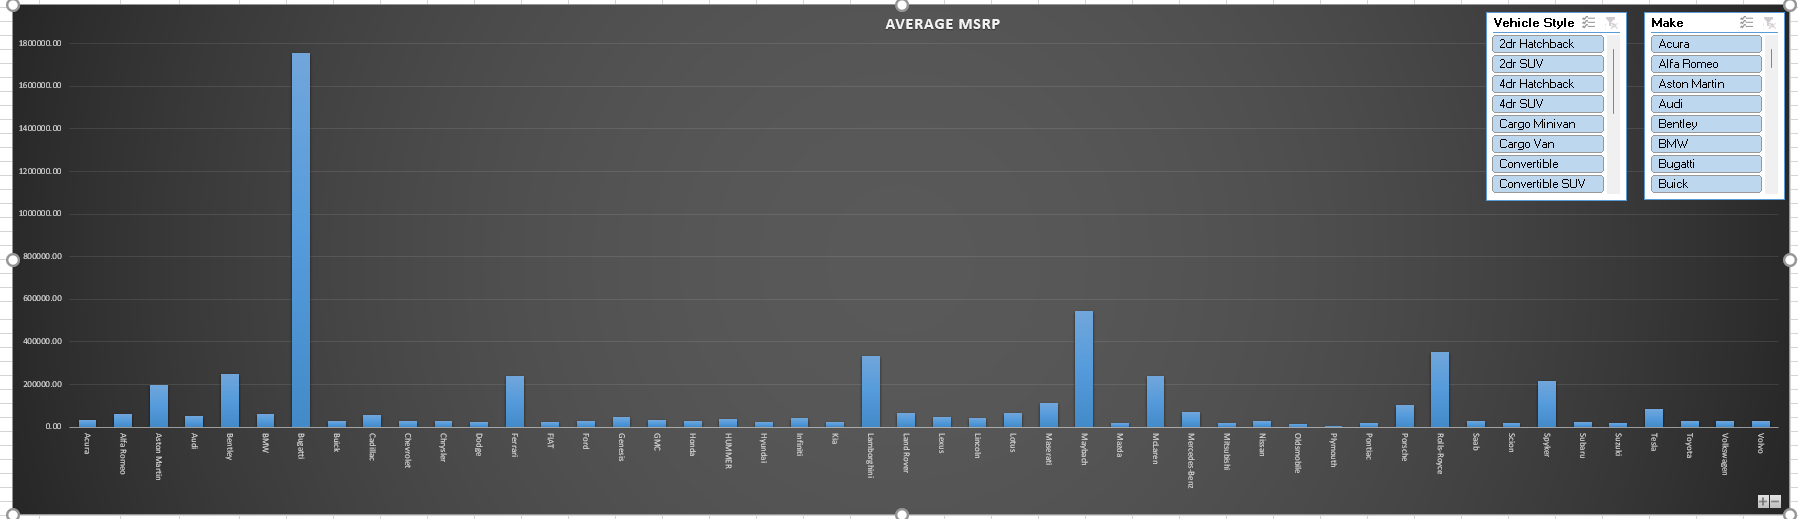 AVERAGE MSRP
1800000.00
1600000.00
1400000.00
1200000.00
1000000.00
800000.00
600000.00
400000.00
200000.00
0.00
Acura
Alfa Romeo
Aston Martin
Audi
Bentley
BMW
Bugatti
Buick
Cadillac
Chevrolet
Chrysler
Dodge
Ferrari
FIAT
Ford
Genesis
GMC
Honda
HUMMER
Hyundai
Infiniti
Kia
Lamborghini
Land Rover
Lexus
Lincoln
Lotus
Maserati
Maybach
Mazda
McLaren
Mercedes-Benz
Mitsubishi
Nissan
Oldsmobile
Plymouth
Pontiac
Porsche
Rolls-Royce
Saab
Scion
Spyker
Subaru
Suzuki
Tesla
Toyota
Volkswagen
Volvo
Vehicle Style
2dr Hatchback
2dr SUV
4dr Hatchback
4dr SUV
Cargo Minivan
Cargo Van
Convertible
Convertible SUV
Make
Acura
Alfa Romeo
Aston Martin
Audi
Bentley
BMW
Bugatti
Buick